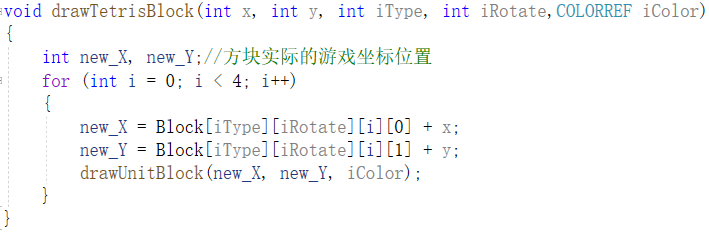 void drawTetrisBlock(int x, int y, int iType, int iRotate,COLORREF iColor)
{
    int new_X, new_Y;//方块实际的游戏坐标位置
    for (int i = 0; i < 4; i++)
    {
        new_X = Block[iType][iRotate][i][0] + x;
        new_Y = Block[iType][iRotate][i][1] + y;
        drawUnitBlock(new_X, new_Y, iColor);
    }
}